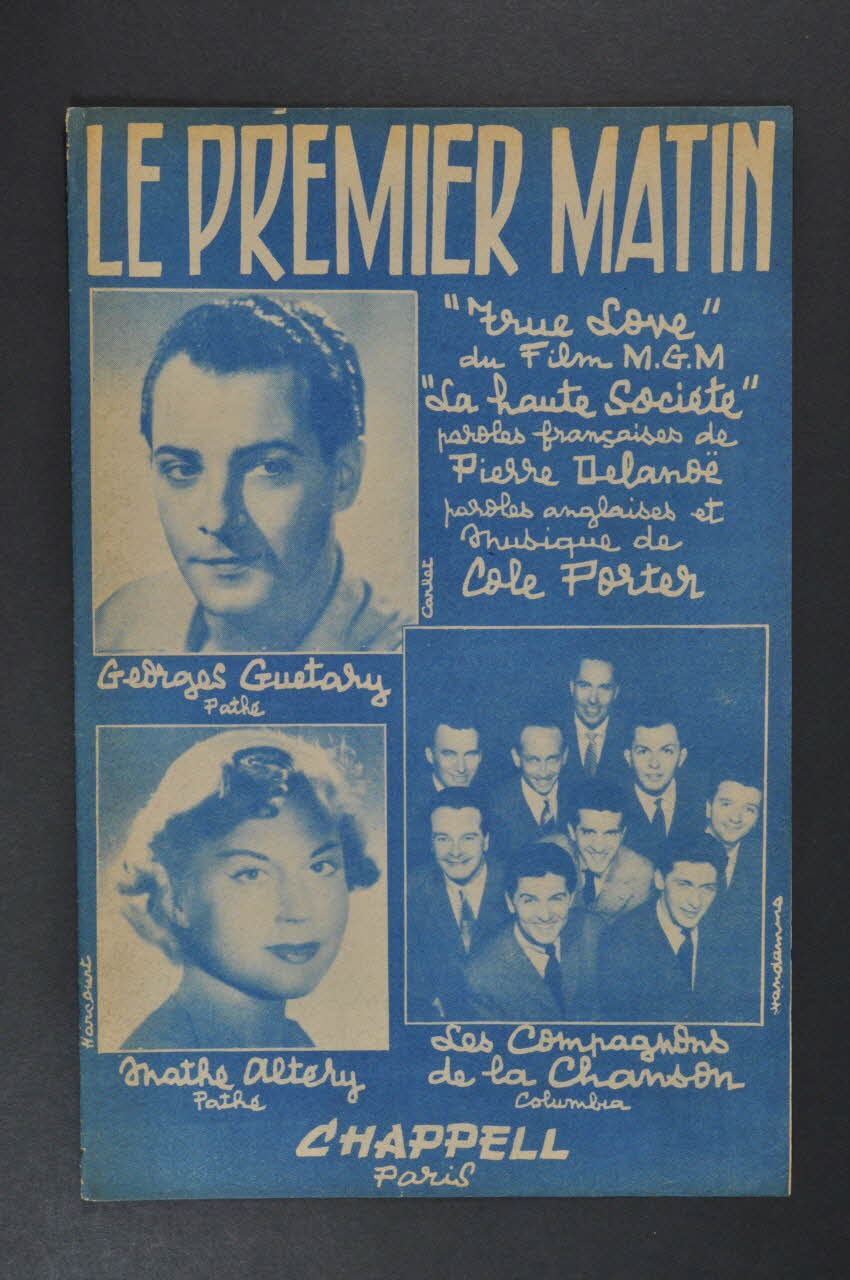 LE PREMIER MATIN
"True Love"
du Film M.G.M
"La haute Société"
paroles françaises de
Pierre Delanoë
paroles anglaises et
Musique de
Cole Porter
Carlet
Georges Guetary
Pathé
Harcourt
Mathé Altéry
Pathé
Les Compagnons
de la Chanson
Columbia
CHAPPELL
Paris